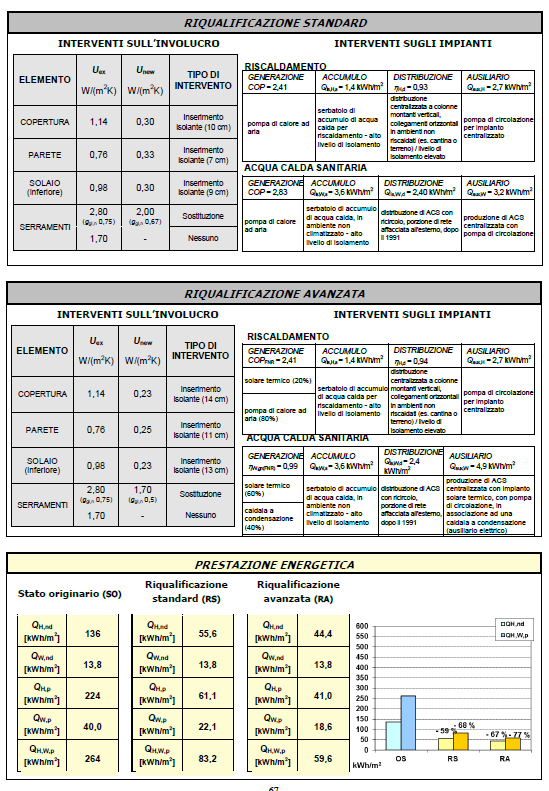 RIQUALIFICAZIONE STANDARD
INTERVENTI SULL'INVOLUCRO
ELEMENTO
Uex
W/(m²K)
Unew
W/(m²K)
TIPO DI
INTERVENTO
COPERTURA
1,14
0,30
Inserimento
isolante (10 cm)
PARETE
0,76
0,33
Inserimento
isolante (7 cm)
SOLAIO
(inferiore)
0,98
0,30
Inserimento
isolante (9 cm)
SERRAMENTI
2,80
(ggl,n 0,75)
2,00
(ggl,n 0,67)
Sostituzione
1,70
-
Nessuno
INTERVENTI SUGLI IMPIANTI
RISCALDAMENTO
GENERAZIONE
COP = 2,41
ACCUMULO
Qls,H,s = 1,4 kWh/m²
DISTRIBUZIONE
ηH,d = 0,93
AUSILIARIO
Qaux,H = 2,7 kWh/m²
pompa di calore ad
aria
serbatoio di
accumulo di acqua
calda per
riscaldamento - alto
livello di isolamento
distribuzione
centralizzata a colonne
montanti verticali,
collegamenti orizzontali
in ambienti non
riscaldati (es. cantina o
terreno) / livello di
isolamento elevato
pompa di circolazione
per impianto
centralizzato
ACQUA CALDA SANITARIA
GENERAZIONE
COP = 2,83
ACCUMULO
Qls,W,s = 3,6 kWh/m²
DISTRIBUZIONE
Qls,W,d = 2,40 kWh/m²
AUSILIARIO
Qaux,W = 3,2 kWh/m²
pompa di calore
ad aria
serbatoio di accumulo
di acqua calda, in
ambiente non
climatizzato - alto
livello di isolamento
distribuzione di ACS con
ricircolo, porzione di rete
affacciata all'esterno, dopo
il 1991
produzione di ACS
centralizzata con
pompa di circolazione
RIQUALIFICAZIONE AVANZATA
INTERVENTI SULL'INVOLUCRO
ELEMENTO
Uex
W/(m²K)
Unew
W/(m²K)
TIPO DI
INTERVENTO
COPERTURA
1,14
0,23
Inserimento
isolante (14 cm)
PARETE
0,76
0,25
Inserimento
isolante (11 cm)
SOLAIO
(inferiore)
0,98
0,23
Inserimento
isolante (13 cm)
SERRAMENTI
2,80
(ggl,n 0,75)
1,70
(ggl,n 0,5)
Sostituzione
1,70
-
Nessuno
INTERVENTI SUGLI IMPIANTI
RISCALDAMENTO
GENERAZIONE
COPFNR = 2,41
ACCUMULO
Qls,H,s = 1,4 kWh/m²
DISTRIBUZIONE
ηH,d = 0,94
AUSILIARIO
Qaux,H = 2,7 kWh/m²
solare termico (20%)
pompa di calore ad
aria (80%)
serbatoio di accumulo
di acqua calda per
riscaldamento - alto
livello di isolamento
distribuzione
centralizzata a colonne
montanti verticali,
collegamenti orizzontali
in ambienti non
riscaldati (es. cantina o
terreno) / livello di
isolamento elevato
pompa di circolazione
per impianto
centralizzato
ACQUA CALDA SANITARIA
GENERAZIONE
ηW,gn(FNR) = 0,99
ACCUMULO
Qls,W,s = 3,6 kWh/m²
DISTRIBUZIONE
Qls,W,d = 2,4
kWh/m²
AUSILIARIO
Qaux,W = 4,9 kWh/m²
solare termico
(60%)
caldaia a
condensazione
(40%)
serbatoio di accumulo
di acqua calda, in
ambiente non
climatizzato - alto
livello di isolamento
distribuzione di ACS
con ricircolo,
porzione di rete
affacciata all'esterno,
dopo il 1991
produzione di ACS
centralizzata con impianto
solare termico, con pompa
di circolazione, in
associazione ad una
caldaia a condensazione
(ausiliario elettrico)
PRESTAZIONE ENERGETICA
Stato originario (SO)
QH,nd
[kWh/m²]
136
QW,nd
[kWh/m²]
13,8
QH,p
[kWh/m²]
224
QW,p
[kWh/m²]
40,0
QH,W,p
[kWh/m²]
264
Riqualificazione
standard (RS)
QH,nd
[kWh/m²]
55,6
QW,nd
[kWh/m²]
13,8
QH,p
[kWh/m²]
61,1
QW,p
[kWh/m²]
22,1
QH,W,p
[kWh/m²]
83,2
Riqualificazione
avanzata (RA)
QH,nd
[kWh/m²]
44,4
QW,nd
[kWh/m²]
13,8
QH,p
[kWh/m²]
41,0
QW,p
[kWh/m²]
18,6
QH,W,p
[kWh/m²]
59,6
QH,nd
QH,W,p
600
550
500
450
400
350
300
250
200
150
100
50
0
kWh/m²
- 59 %
- 68 %
- 67 %
- 77 %
OS
RS
RA
67